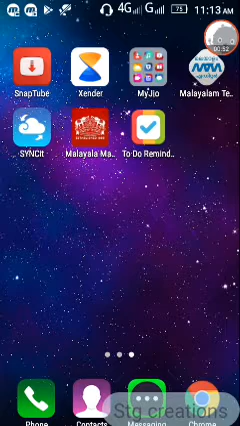 4G G 75 11:13 AM
00:52
SnapTube Xender MyJio Malayalam Te..
SYNCit Malayala Ma.. To-Do Remind..
Phone Contacts Messaging Chrome
Stg creations